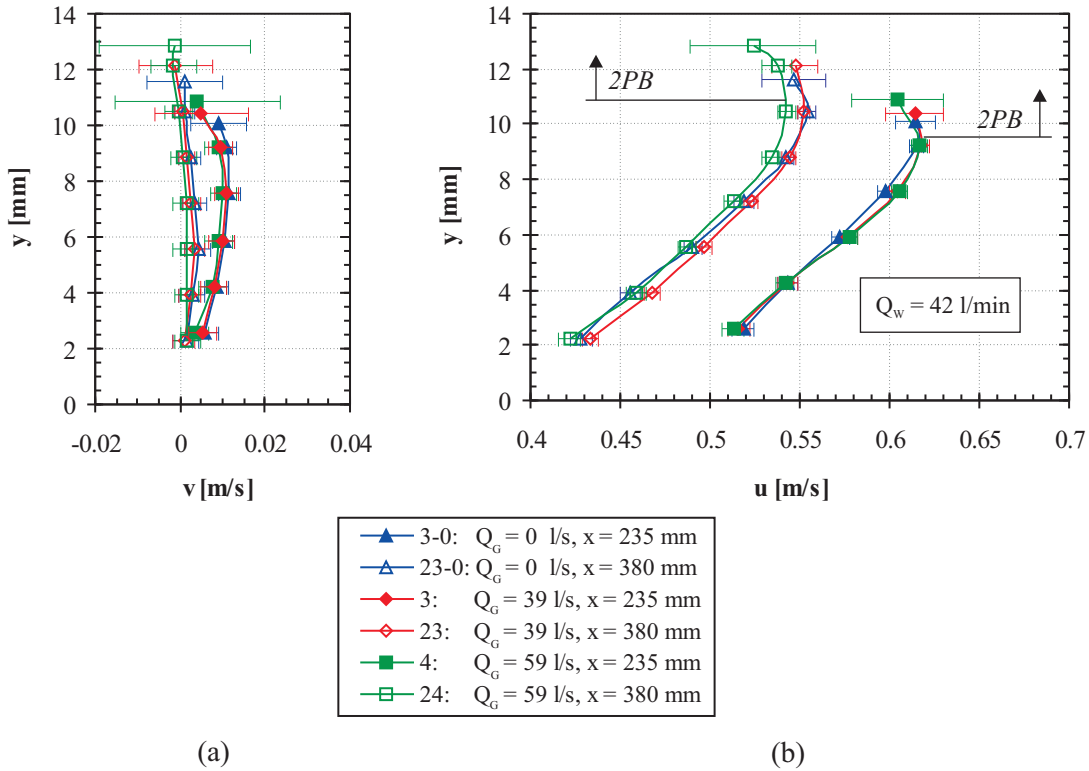 14
12
10
8
6
4
2
0
y [mm]
-0.02
0
0.02
0.04
v [m/s]
14
12
10
8
6
4
2
0
y [mm]
2PB
2PB
Q_W = 42 l/min
0.4
0.45
0.5
0.55
0.6
0.65
0.7
u [m/s]
3-0: Q_G = 0 l/s, x = 235 mm
23-0: Q_G = 0 l/s, x = 380 mm
3: Q_G = 39 l/s, x = 235 mm
23: Q_G = 39 l/s, x = 380 mm
4: Q_G = 59 l/s, x = 235 mm
24: Q_G = 59 l/s, x = 380 mm
(a)
(b)